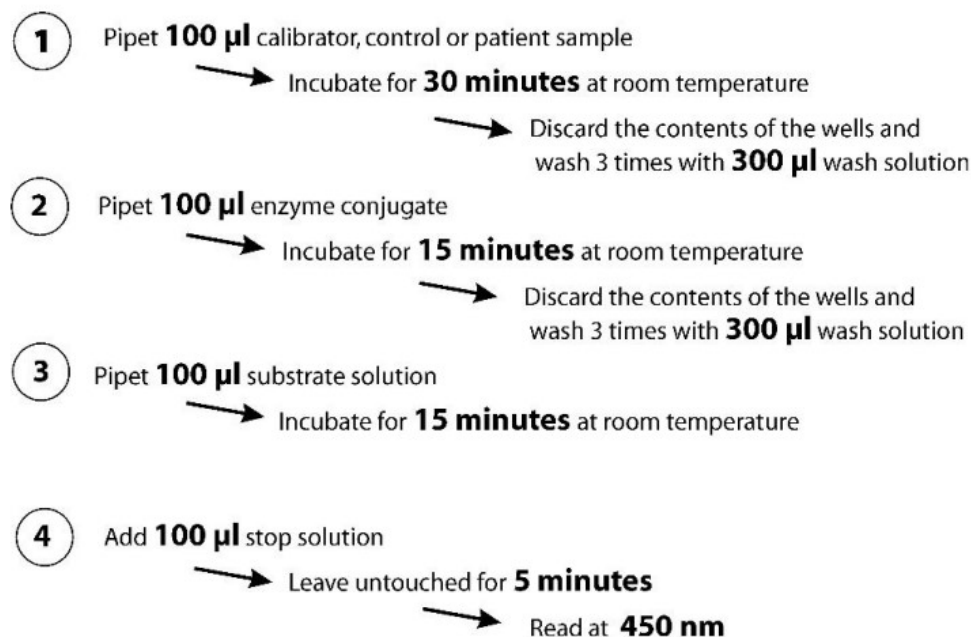 1 Pipet 100 µl calibrator, control or patient sample
Incubate for 30 minutes at room temperature
Discard the contents of the wells and
wash 3 times with 300 µl wash solution
2 Pipet 100 µl enzyme conjugate
Incubate for 15 minutes at room temperature
Discard the contents of the wells and
wash 3 times with 300 µl wash solution
3 Pipet 100 µl substrate solution
Incubate for 15 minutes at room temperature
4 Add 100 µl stop solution
Leave untouched for 5 minutes
Read at 450 nm